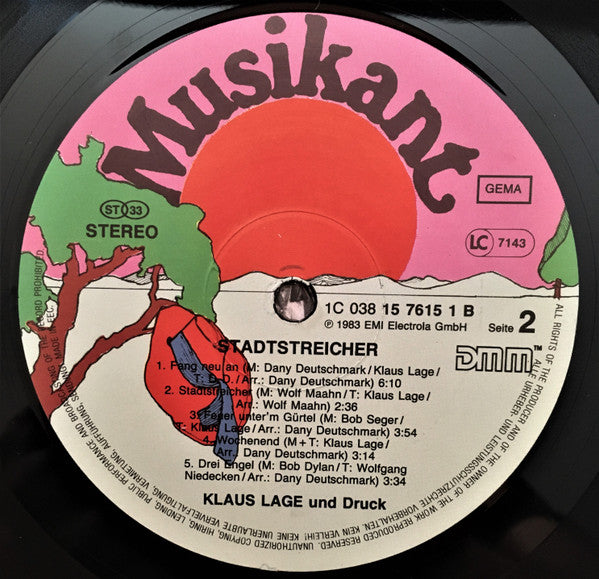 Musikant
GEMA
ST 33
STEREO
LC 7143
1C 038 15 7615 1 B
℗ 1983 EMI Electrola GmbH
Seite 2
STADTSTREICHER
DMM™
1. Fang neu an (M: Dany Deutschmark/Klaus Lage/
T: B.D./Arr.: Dany Deutschmark) 6:10
2. Stadtstreicher (M: Wolf Maahn/T: Klaus Lage/
Arr.: Wolf Maahn) 2:36
3. Feuer unter'm Gürtel (M: Bob Seger/
T: Klaus Lage/Arr.: Dany Deutschmark) 3:54
4. Wochenend (M+T: Klaus Lage/
Arr.: Dany Deutschmark) 3:14
5. Drei Engel (M: Bob Dylan/T: Wolfgang
Niedecken/Arr.: Dany Deutschmark) 3:34
KLAUS LAGE und Druck
ALL RIGHTS OF THE PRODUCER AND OF THE OWNER OF THE WORK REPRODUCED RESERVED. UNAUTHORIZED COPYING, HIRING, LENDING, PUBLIC PERFORMANCE AND BROADCASTING OF THE RECORD PROHIBITED
ALLE URHEBER- UND LEISTUNGSSCHUTZRECHTE VORBEHALTEN. KEIN VERLEIH! KEINE UNERLAUBTE VERVIELFÄLTIGUNG, VERMIETUNG, AUFFÜHRUNG, SENDUNG. MADE IN EEC.